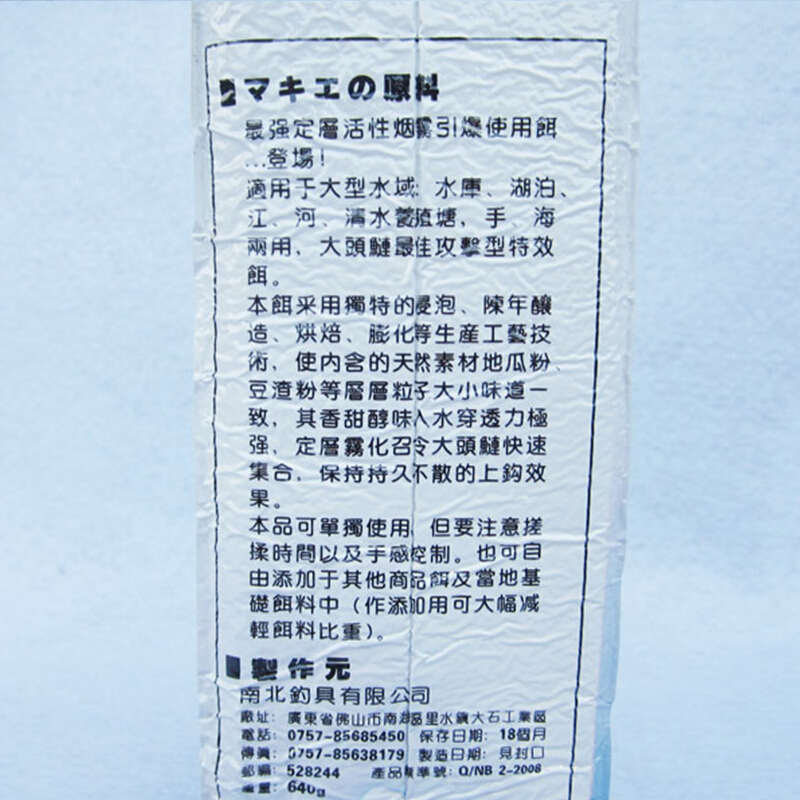 マキエの原料
最强定層活性烟霧引爆使用餌
…登場！
適用于大型水域：水庫、湖泊、
江、河、清水養殖塘，手、海
兩用，大頭鰱最佳攻擊型特效
餌。
本餌采用獨特的浸泡、陳年釀
造、烘焙、膨化等生産工藝技
術，使内含的天然素材地瓜粉、
豆渣粉等層層粒子大小味道一
致，其香甜醇味入水穿透力極
强，定層霧化召令大頭鰱快速
集合，保持持久不散的上鈎效
果。
本品可單獨使用，但要注意搓
揉時間以及手感控制。也可自
由添加于其他商品餌及當地基
礎餌料中（作添加用可大幅减
輕餌料比重）。
製作元
南北釣具有限公司
廠址：廣東省佛山市南海區里水鎮大石工業區
電話：0757-85685450 保存日期：18個月
傳真：0757-85638179 製造日期：見封口
郵編：528244 產品標準號：Q/NB 2-2008
重量：640g